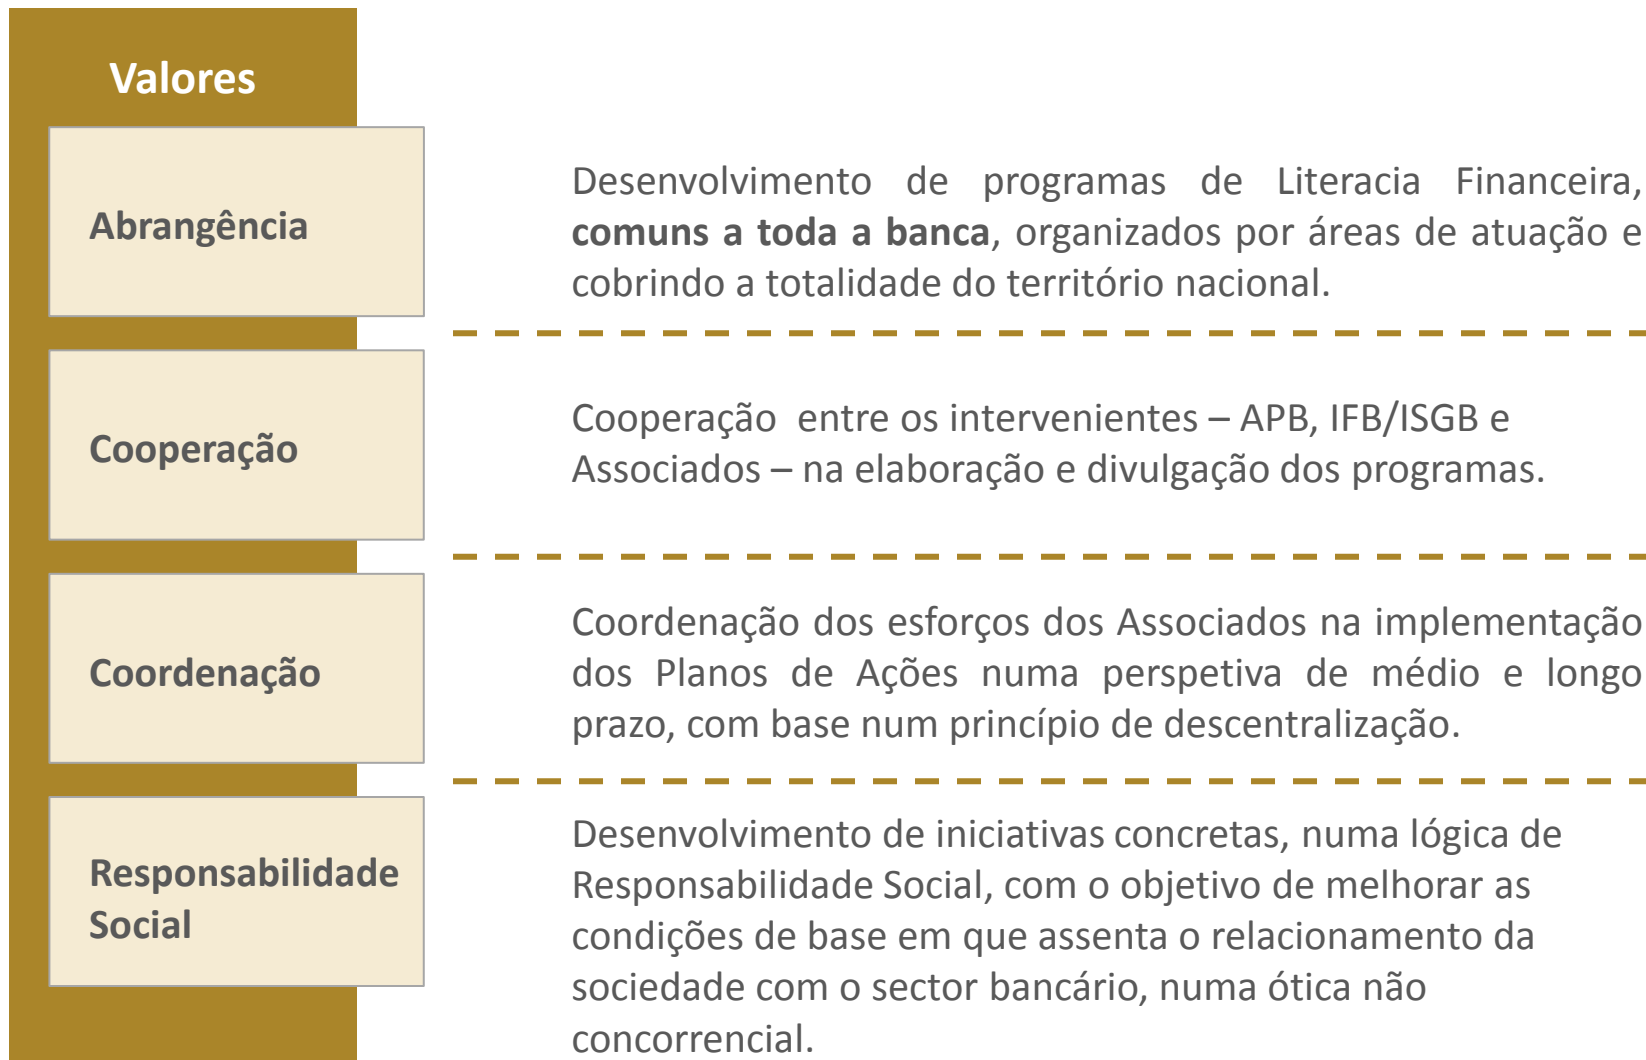 Valores
Abrangência
Desenvolvimento de programas de Literacia Financeira,
comuns a toda a banca, organizados por áreas de atuação e
cobrindo a totalidade do território nacional.
Cooperação
Cooperação  entre os intervenientes – APB, IFB/ISGB e
Associados – na elaboração e divulgação dos programas.
Coordenação
Coordenação dos esforços dos Associados na implementação
dos Planos de Ações numa perspetiva de médio e longo
prazo, com base num princípio de descentralização.
Responsabilidade
Social
Desenvolvimento de iniciativas concretas, numa lógica de
Responsabilidade Social, com o objetivo de melhorar as
condições de base em que assenta o relacionamento da
sociedade com o sector bancário, numa ótica não
concorrencial.